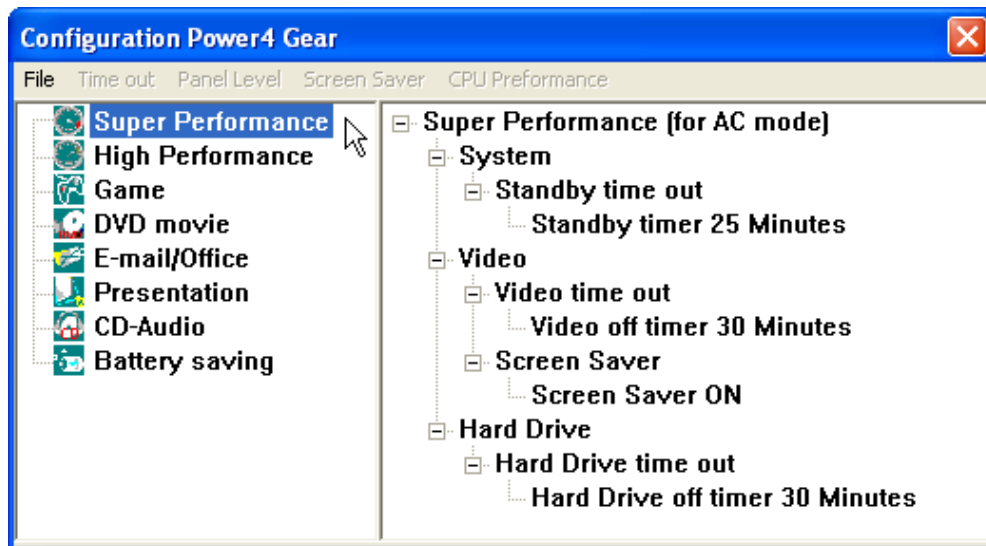 Configuration Power4 Gear
File Time out Panel Level Screen Saver CPU Preformance
Super Performance
High Performance
Game
DVD movie
E-mail/Office
Presentation
CD-Audio
Battery saving
Super Performance (for AC mode)
System
Standby time out
Standby timer 25 Minutes
Video
Video time out
Video off timer 30 Minutes
Screen Saver
Screen Saver ON
Hard Drive
Hard Drive time out
Hard Drive off timer 30 Minutes